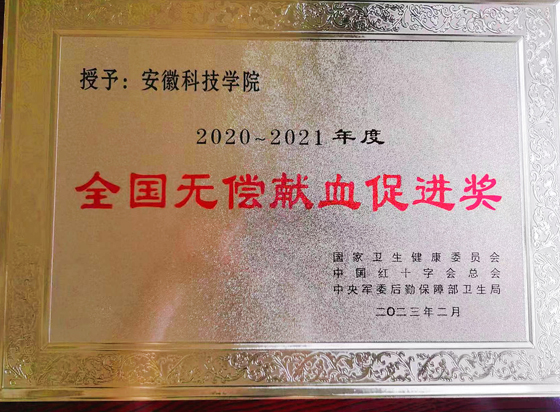 授予：安徽科技学院
2020~2021年度
全国无偿献血促进奖
国家卫生健康委员会
中国红十字会总会
中央军委后勤保障部卫生局
二〇二三年二月